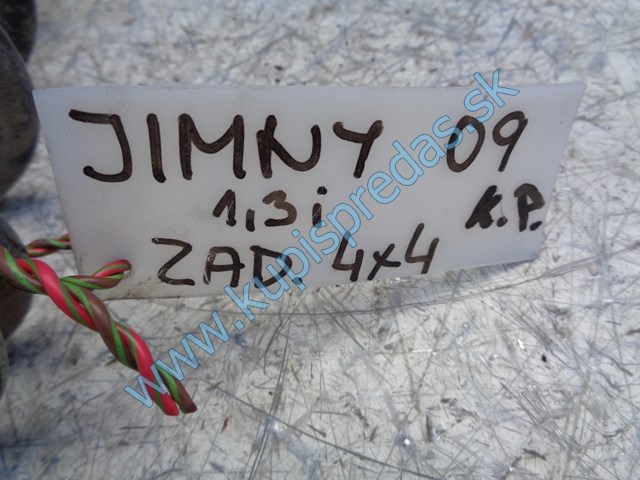 JIMNY 09
1,3i K.P.
ZAD. 4x4
www.kupispredas.sk